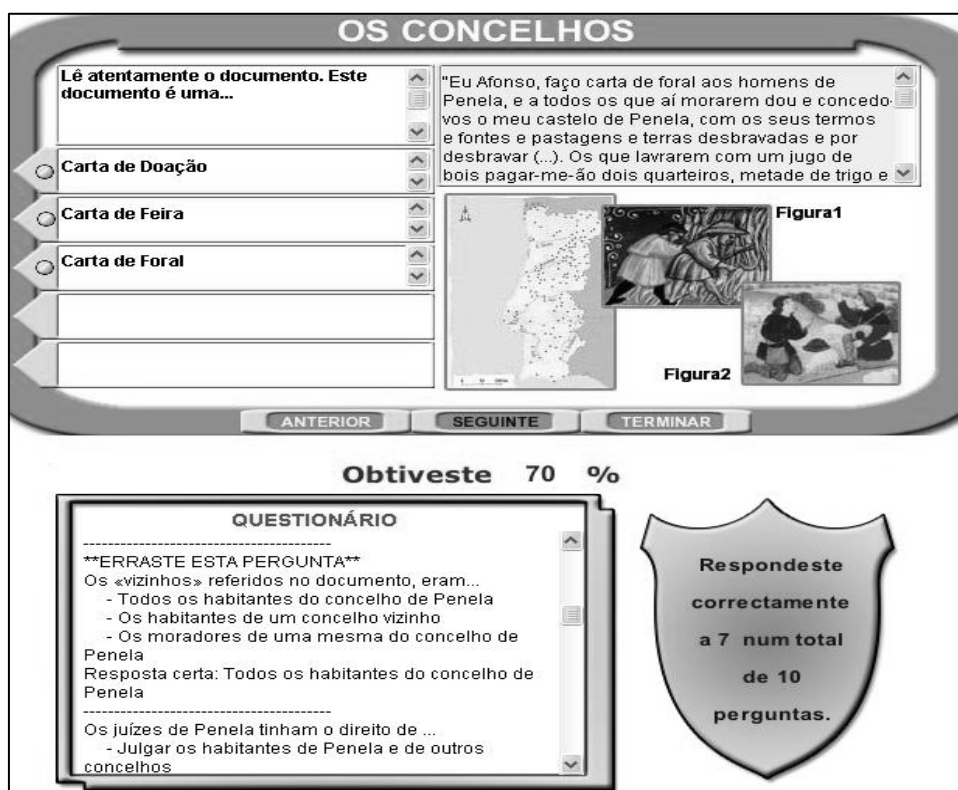 OS CONCELHOS
Lê atentamente o documento. Este
documento é uma...
Carta de Doação
Carta de Feira
Carta de Foral
"Eu Afonso, faço carta de foral aos homens de
Penela, e a todos os que aí morarem dou e concedo-
vos o meu castelo de Penela, com os seus termos
e fontes e pastagens e terras desbravadas e por
desbravar (...). Os que lavrarem com um jugo de
bois pagar-me-ão dois quarteiros, metade de trigo e
Figura1
Figura2
ANTERIOR
SEGUINTE
TERMINAR
Obtiveste 70 %
QUESTIONÁRIO
----------------------------------------
**ERRASTE ESTA PERGUNTA**
Os «vizinhos» referidos no documento, eram...
- Todos os habitantes do concelho de Penela
- Os habitantes de um concelho vizinho
- Os moradores de uma mesma do concelho de
Penela
Resposta certa: Todos os habitantes do concelho de
Penela
----------------------------------------
Os juízes de Penela tinham o direito de ...
- Julgar os habitantes de Penela e de outros
concelhos
Respondeste
correctamente
a 7 num total
de 10
perguntas.